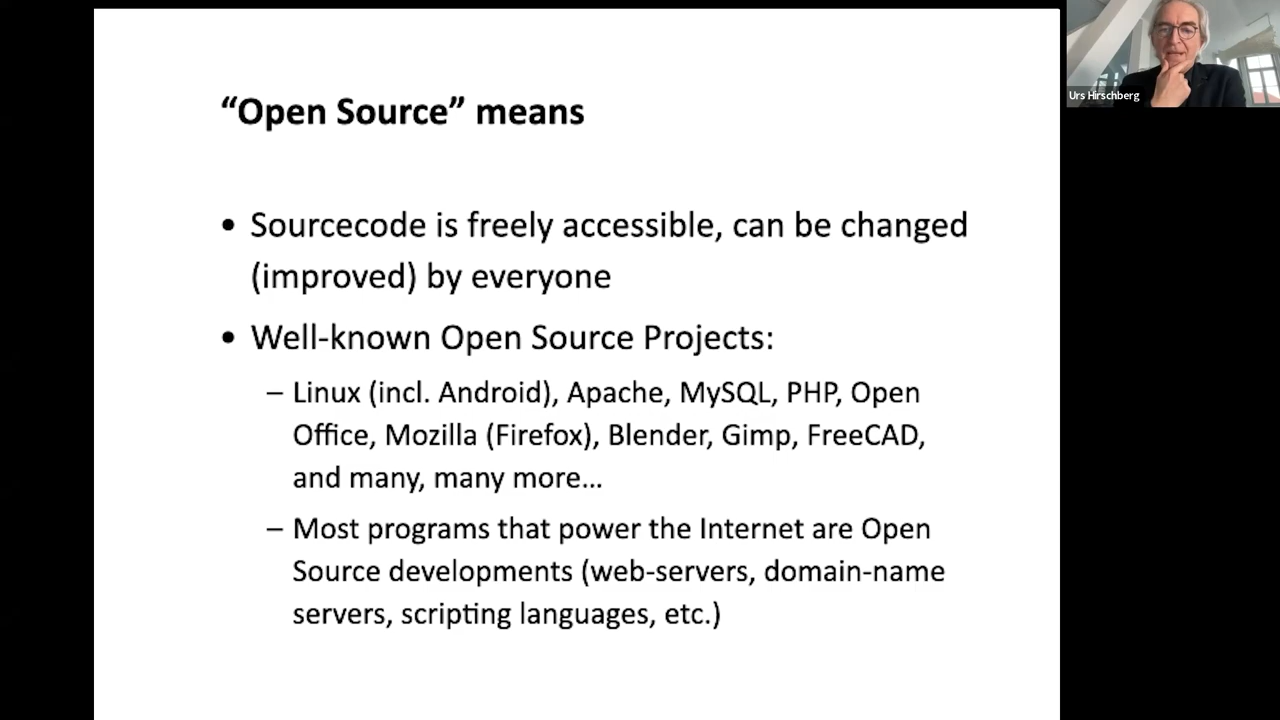 “Open Source” means
• Sourcecode is freely accessible, can be changed
(improved) by everyone
• Well-known Open Source Projects:
– Linux (incl. Android), Apache, MySQL, PHP, Open
Office, Mozilla (Firefox), Blender, Gimp, FreeCAD,
and many, many more…
– Most programs that power the Internet are Open
Source developments (web-servers, domain-name
servers, scripting languages, etc.)
Urs Hirschberg